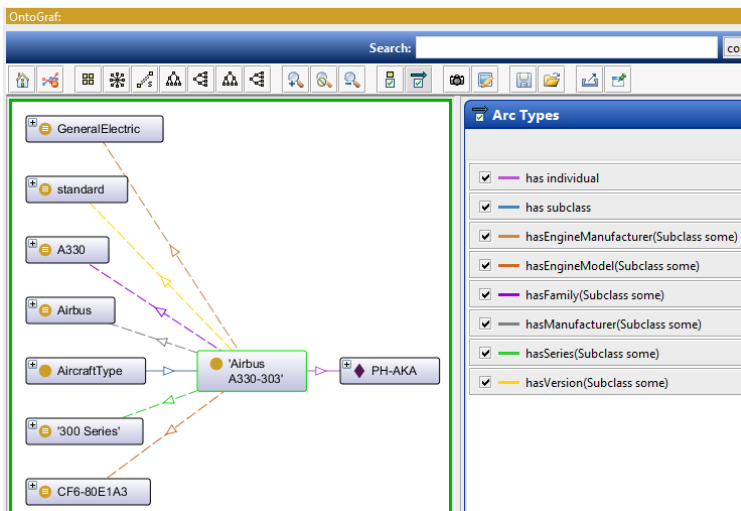 OntoGraf:
Search:
co
GeneralElectric
standard
A330
Airbus
AircraftType
'Airbus
A330-303'
PH-AKA
'300 Series'
CF6-80E1A3
Arc Types
has individual
has subclass
hasEngineManufacturer(Subclass some)
hasEngineModel(Subclass some)
hasFamily(Subclass some)
hasManufacturer(Subclass some)
hasSeries(Subclass some)
hasVersion(Subclass some)